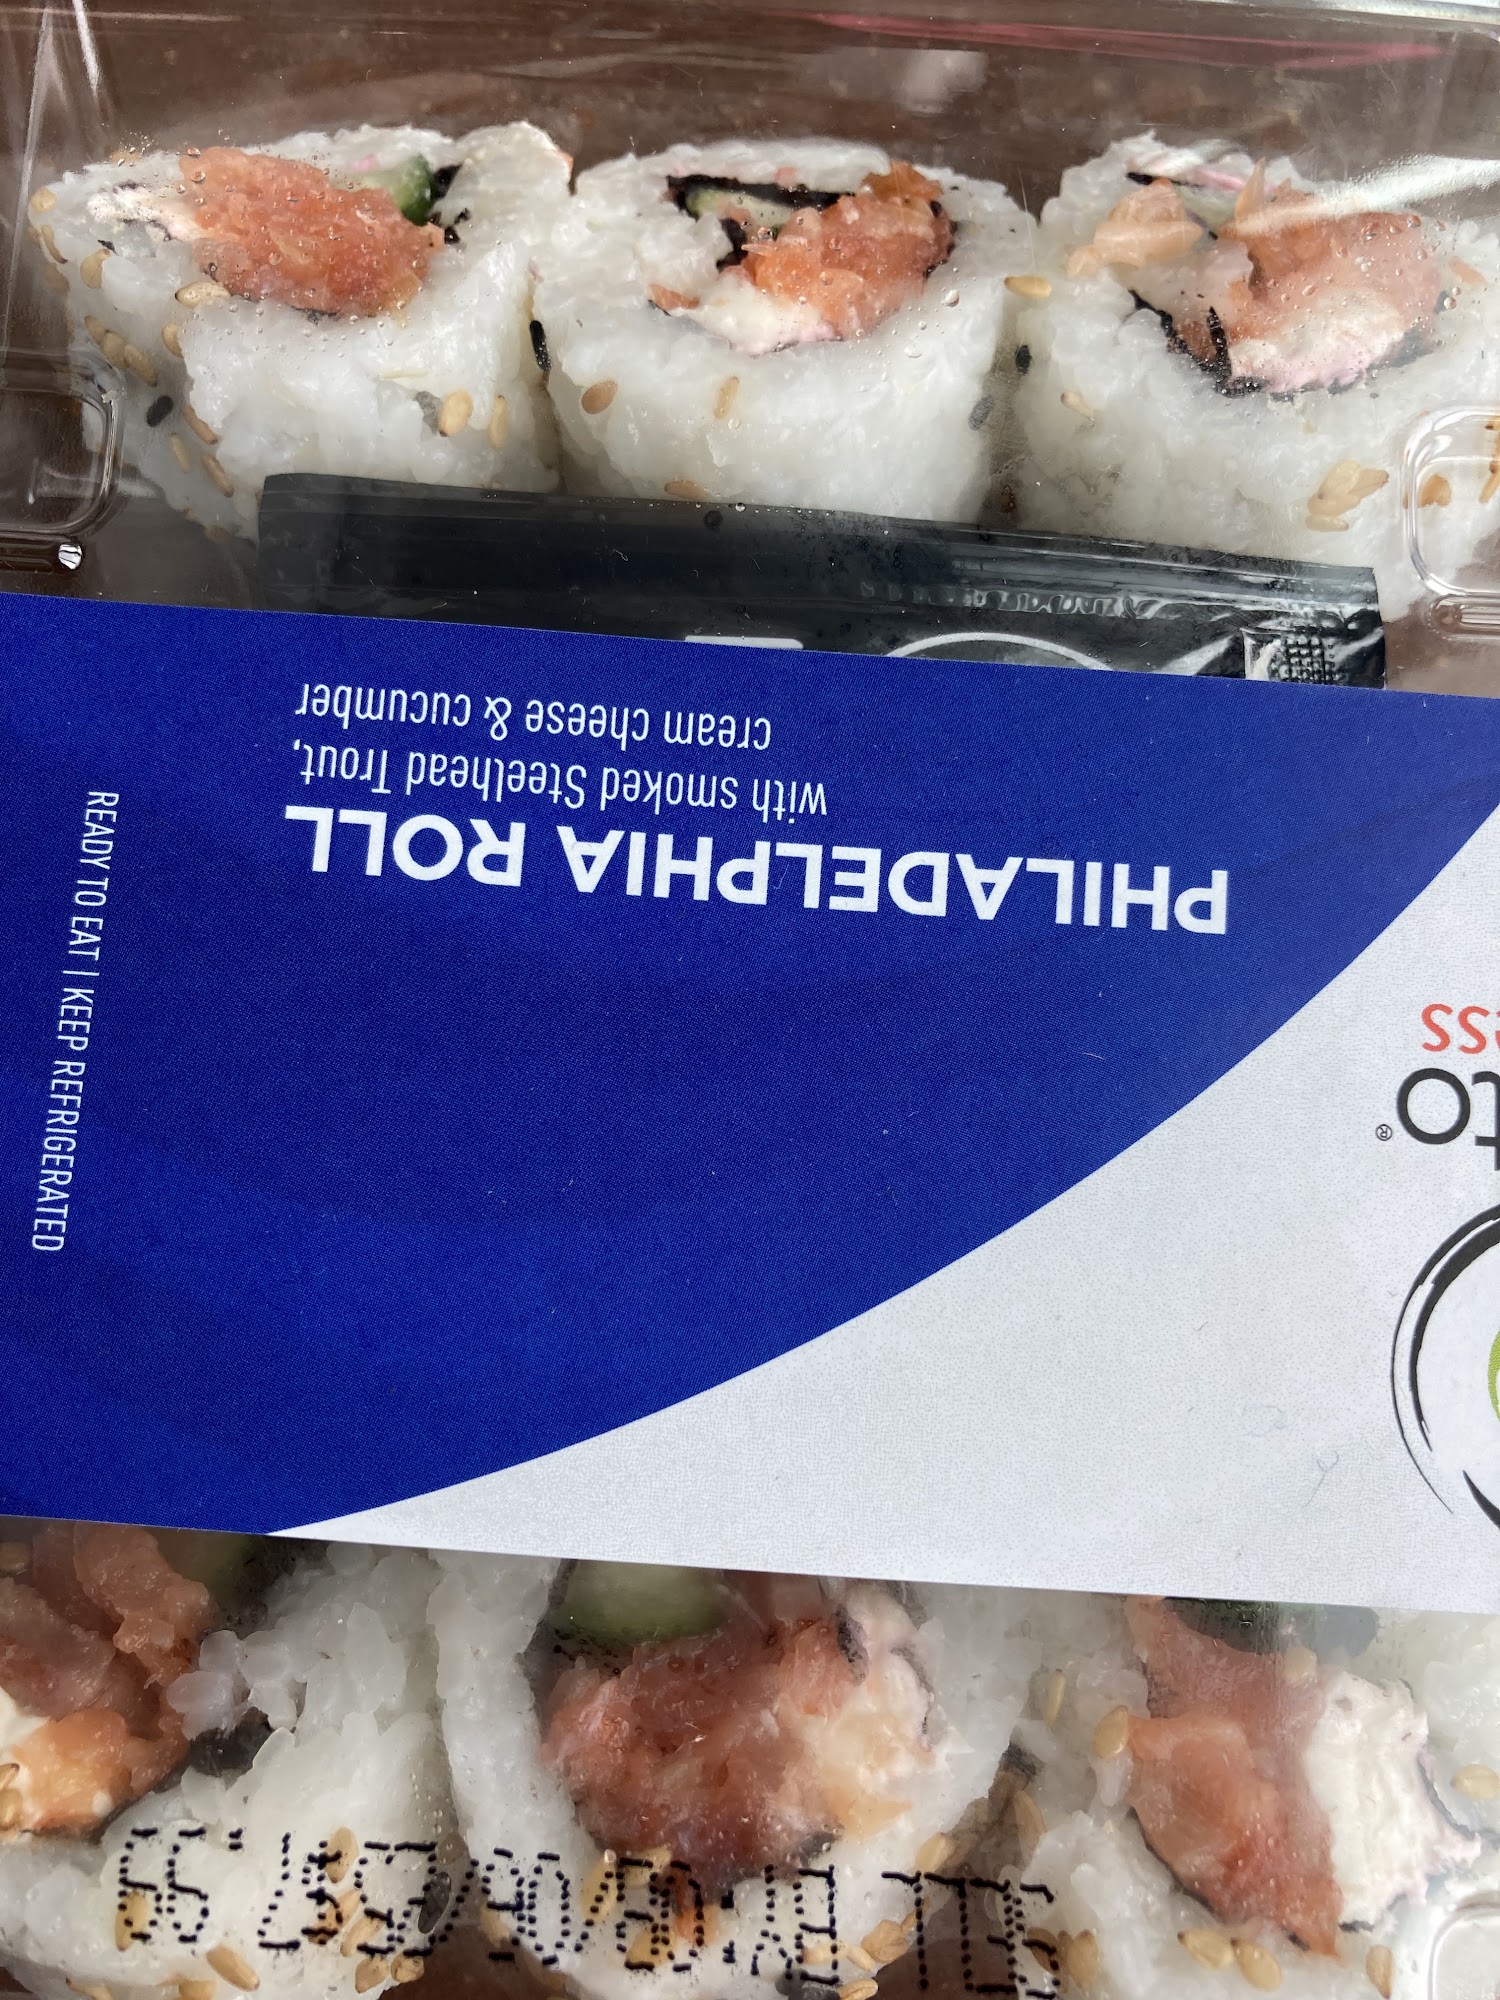 PHILADELPHIA ROLL
with smoked Steelhead Trout,
cream cheese & cucumber
READY TO EAT | KEEP REFRIGERATED